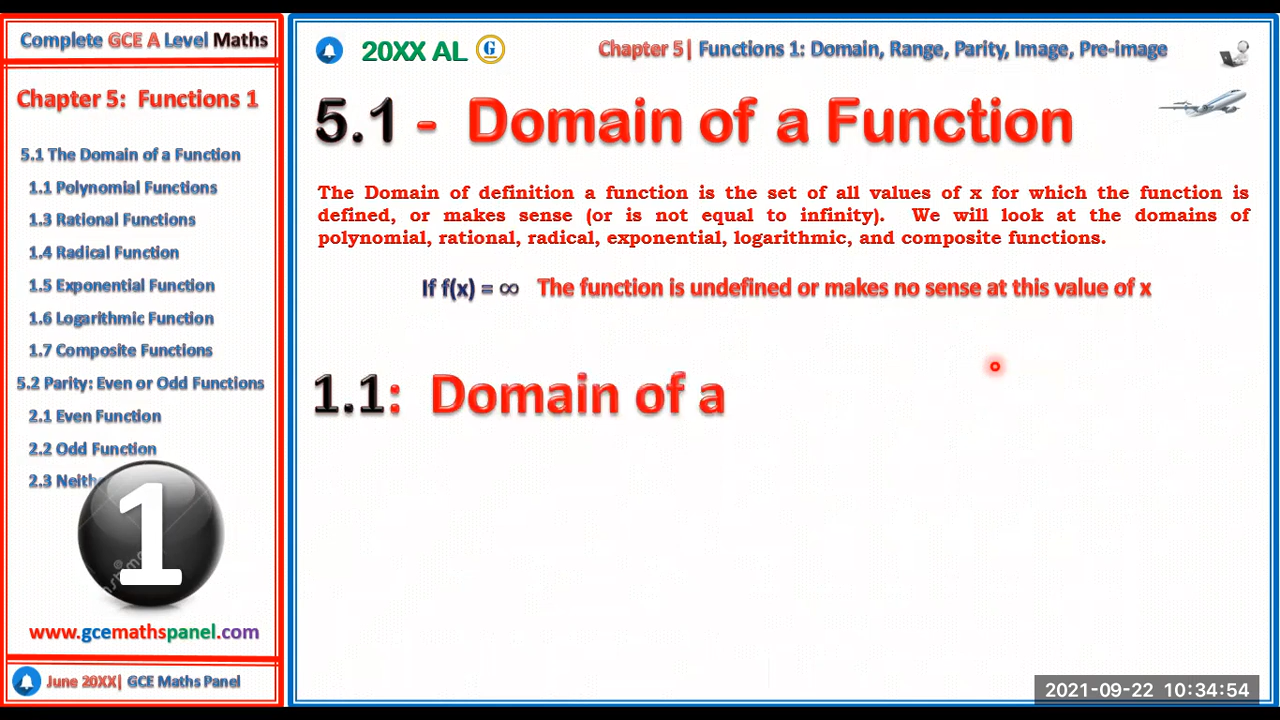 Complete GCE A Level Maths
Chapter 5: Functions 1
5.1 The Domain of a Function
1.1 Polynomial Functions
1.3 Rational Functions
1.4 Radical Function
1.5 Exponential Function
1.6 Logarithmic Function
1.7 Composite Functions
5.2 Parity: Even or Odd Functions
2.1 Even Function
2.2 Odd Function
2.3
1
www.gcemathspanel.com
June 20XX| GCE Maths Panel
20XX AL G
Chapter 5| Functions 1: Domain, Range, Parity, Image, Pre-image
5.1 - Domain of a Function
The Domain of definition a function is the set of all values of x for which the function is
defined, or makes sense (or is not equal to infinity). We will look at the domains of
polynomial, rational, radical, exponential, logarithmic, and composite functions.
If f(x) = ∞ The function is undefined or makes no sense at this value of x
1.1: Domain of a
2021-09-22 10:34:54